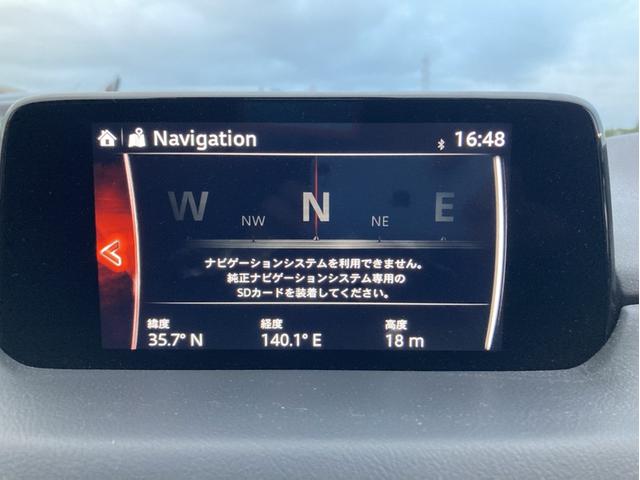 Navigation 16:48
W NW N NE E
ナビゲーションシステムを利用できません。
純正ナビゲーションシステム専用の
SDカードを装着してください。
緯度 経度 高度
35.7° N 140.1° E 18 m